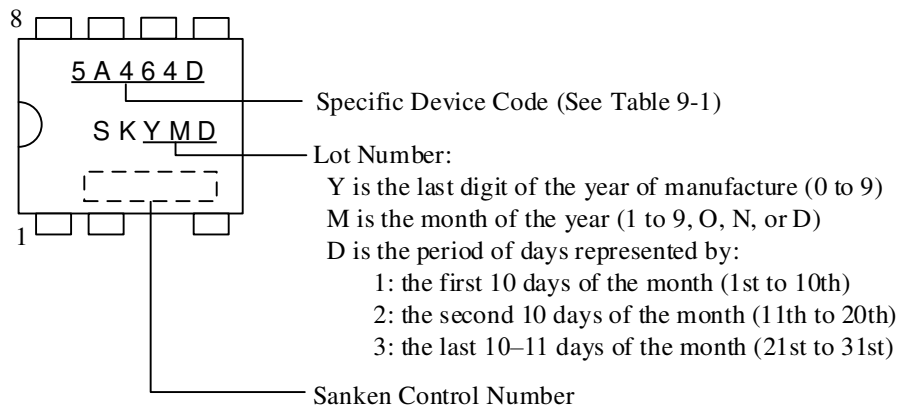 8
5 A 4 6 4 D
Specific Device Code (See Table 9-1)
S K Y M D
Lot Number:
Y is the last digit of the year of manufacture (0 to 9)
M is the month of the year (1 to 9, O, N, or D)
1
D is the period of days represented by:
1: the first 10 days of the month (1st to 10th)
2: the second 10 days of the month (11th to 20th)
3: the last 10–11 days of the month (21st to 31st)
Sanken Control Number